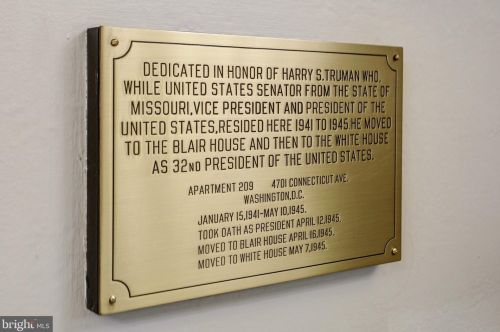 DEDICATED IN HONOR OF HARRY S.TRUMAN WHO,
WHILE UNITED STATES SENATOR FROM THE STATE OF
MISSOURI,VICE PRESIDENT AND PRESIDENT OF THE
UNITED STATES,RESIDED HERE 1941 TO 1945.HE MOVED
TO THE BLAIR HOUSE AND THEN TO THE WHITE HOUSE
AS 32ND PRESIDENT OF THE UNITED STATES.
APARTMENT 209 4701 CONNECTICUT AVE.
WASHINGTON,D.C.
JANUARY 15,1941-MAY 10,1945.
TOOK OATH AS PRESIDENT APRIL 12,1945.
MOVED TO BLAIR HOUSE APRIL 16,1945.
MOVED TO WHITE HOUSE MAY 7,1945.
bright MLS